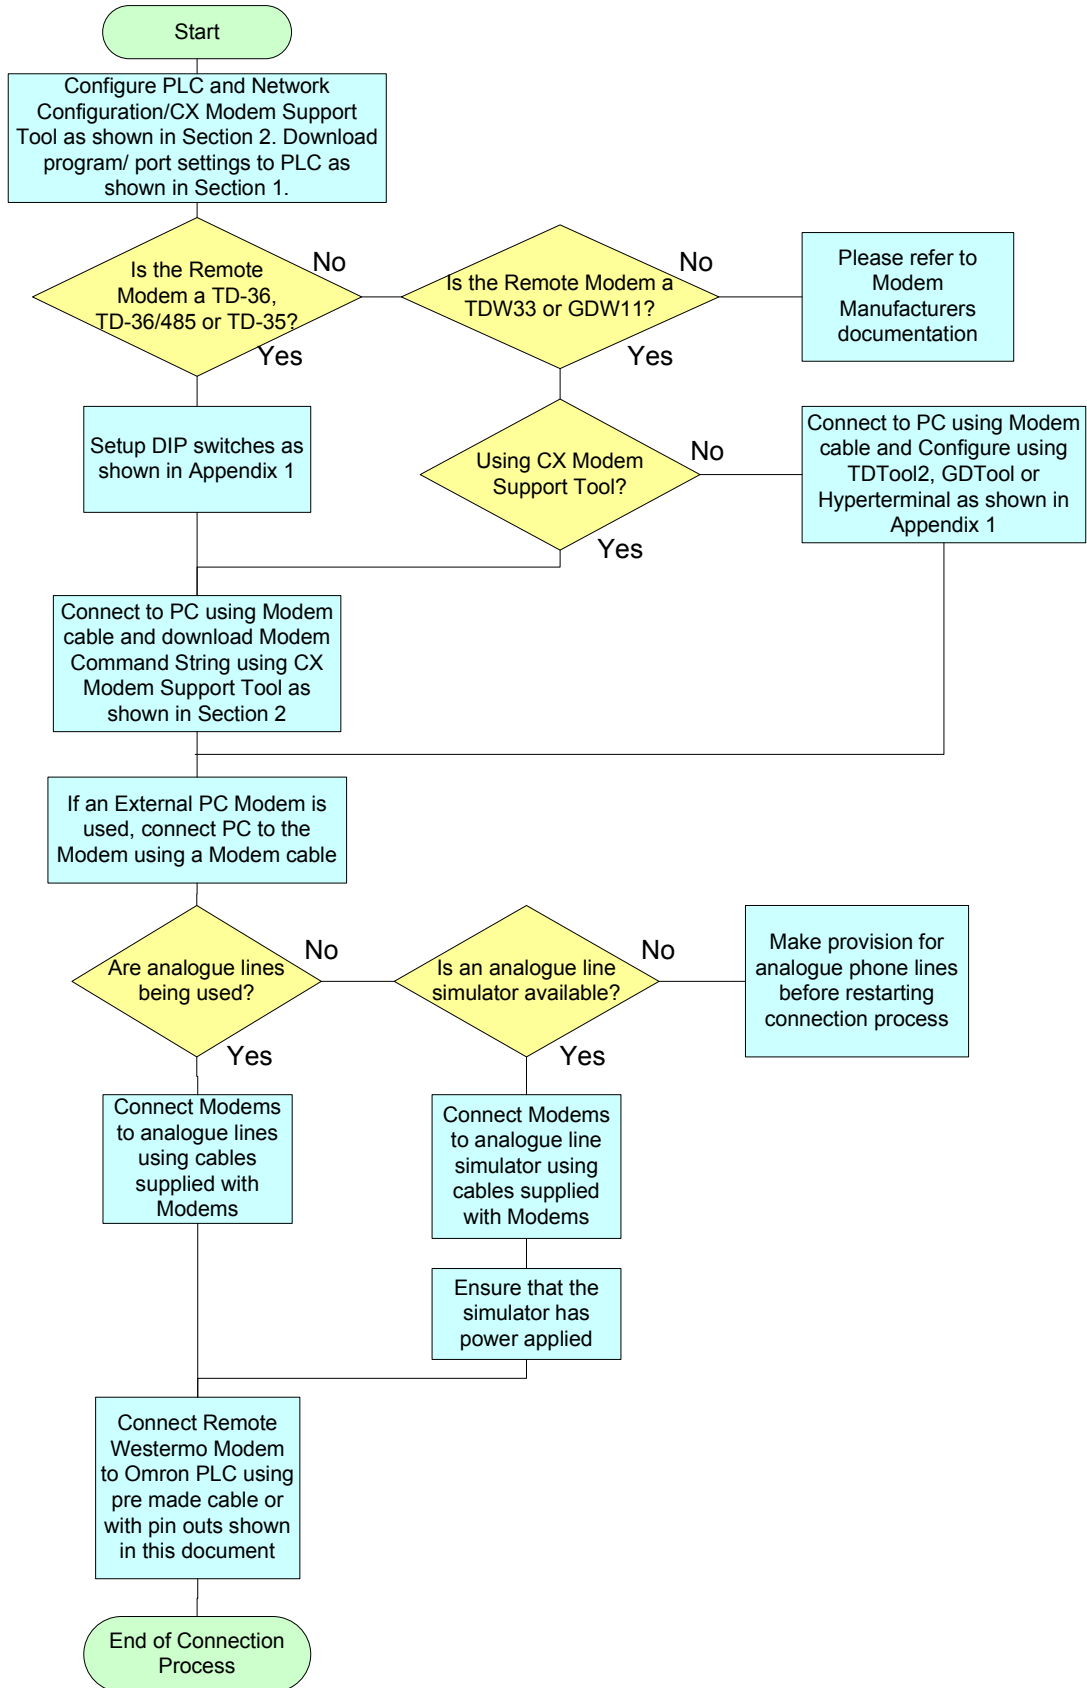 Start
Configure PLC and Network
Configuration/CX Modem Support
Tool as shown in Section 2. Download
program/ port settings to PLC as
shown in Section 1.
Is the Remote
Modem a TD-36,
TD-36/485 or TD-35?
No
Yes
Is the Remote Modem a
TDW33 or GDW11?
No
Yes
Please refer to
Modem
Manufacturers
documentation
Setup DIP switches as
shown in Appendix 1
Using CX Modem
Support Tool?
No
Yes
Connect to PC using Modem
cable and Configure using
TDTool2, GDTool or
Hyperterminal as shown in
Appendix 1
Connect to PC using Modem
cable and download Modem
Command String using CX
Modem Support Tool as
shown in Section 2
If an External PC Modem is
used, connect PC to the
Modem using a Modem cable
Are analogue lines
being used?
No
Yes
Is an analogue line
simulator available?
No
Yes
Make provision for
analogue phone lines
before restarting
connection process
Connect Modems
to analogue lines
using cables
supplied with
Modems
Connect Modems
to analogue line
simulator using
cables supplied
with Modems
Ensure that the
simulator has
power applied
Connect Remote
Westermo Modem
to Omron PLC using
pre made cable or
with pin outs shown
in this document
End of Connection
Process